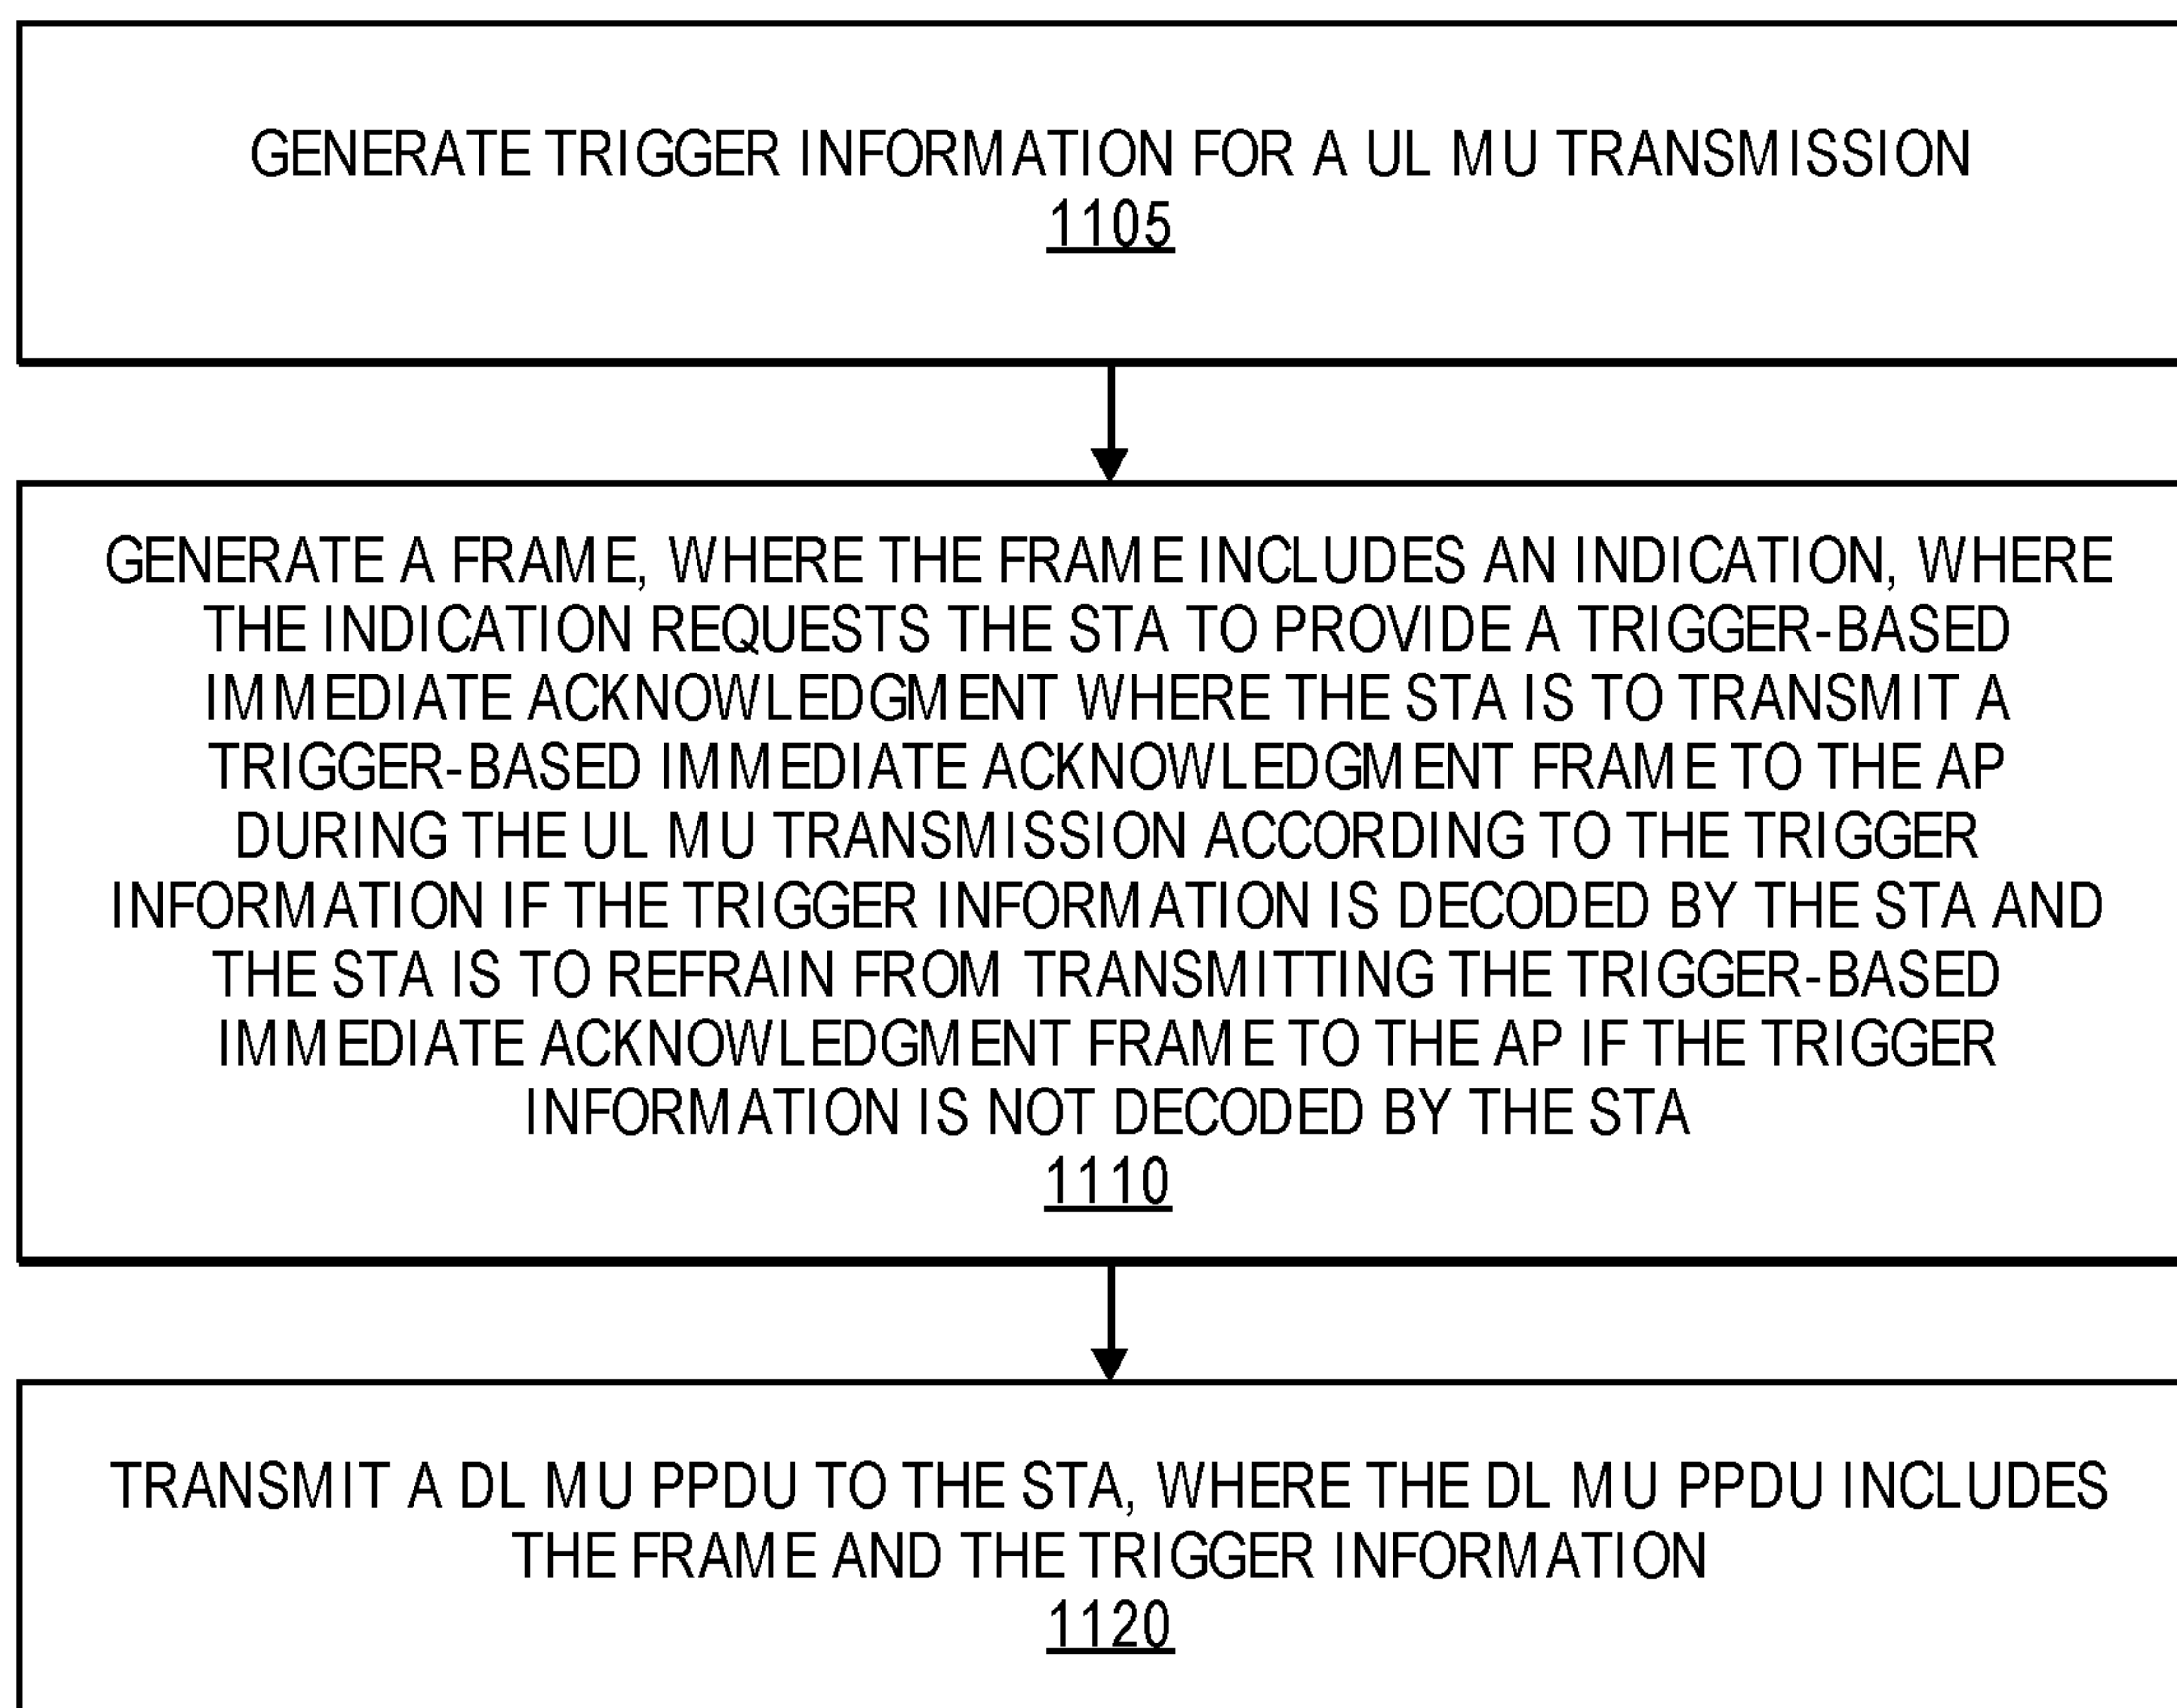 GENERATE TRIGGER INFORMATION FOR A UL MU TRANSMISSION
1105
GENERATE A FRAME, WHERE THE FRAME INCLUDES AN INDICATION, WHERE
THE INDICATION REQUESTS THE STA TO PROVIDE A TRIGGER-BASED
IMMEDIATE ACKNOWLEDGMENT WHERE THE STA IS TO TRANSMIT A
TRIGGER-BASED IMMEDIATE ACKNOWLEDGMENT FRAME TO THE AP
DURING THE UL MU TRANSMISSION ACCORDING TO THE TRIGGER
INFORMATION IF THE TRIGGER INFORMATION IS DECODED BY THE STA AND
THE STA IS TO REFRAIN FROM TRANSMITTING THE TRIGGER-BASED
IMMEDIATE ACKNOWLEDGMENT FRAME TO THE AP IF THE TRIGGER
INFORMATION IS NOT DECODED BY THE STA
1110
TRANSMIT A DL MU PPDU TO THE STA, WHERE THE DL MU PPDU INCLUDES
THE FRAME AND THE TRIGGER INFORMATION
1120